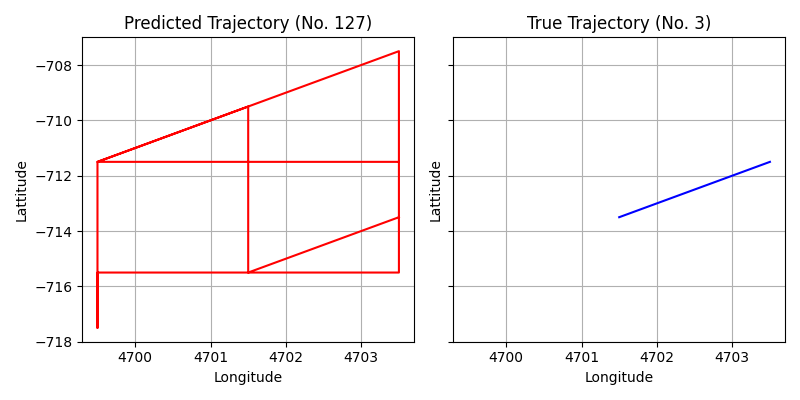 Predicted Trajectory (No. 127)
True Trajectory (No. 3)
Lattitude
−708
−710
−712
−714
−716
−718
4700
4701
4702
4703
Longitude
Lattitude
4700
4701
4702
4703
Longitude